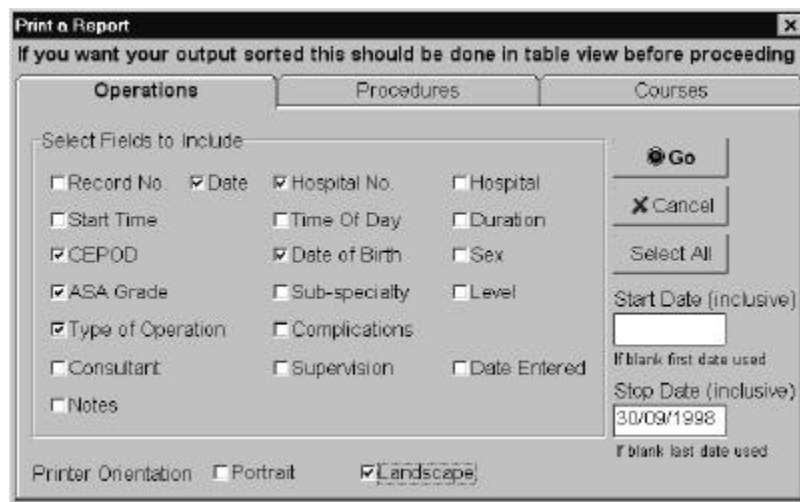 Print a Report
If you want your output sorted this should be done in table view before proceeding
Operations Procedures Courses
Select Fields to Include
Record No. Date Hospital No. Hospital
Start Time Time Of Day Duration
CEPOD Date of Birth Sex
ASA Grade Sub-specialty Level
Type of Operation Complications
Consultant Supervision Date Entered
Notes
Go
Cancel
Select All
Start Date (inclusive)
If blank first date used
Stop Date (inclusive)
30/09/1998
If blank last date used
Printer Orientation Portrait Landscape